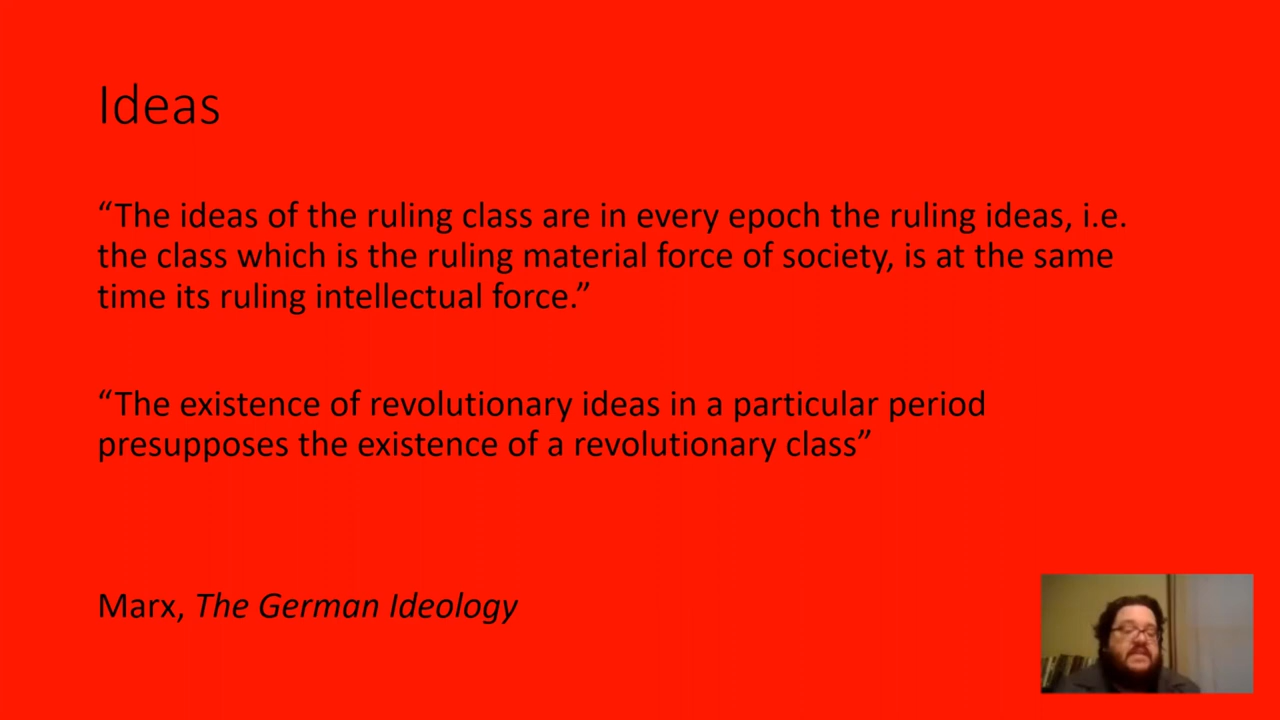 Ideas
“The ideas of the ruling class are in every epoch the ruling ideas, i.e.
the class which is the ruling material force of society, is at the same
time its ruling intellectual force.”
“The existence of revolutionary ideas in a particular period
presupposes the existence of a revolutionary class”
Marx, The German Ideology